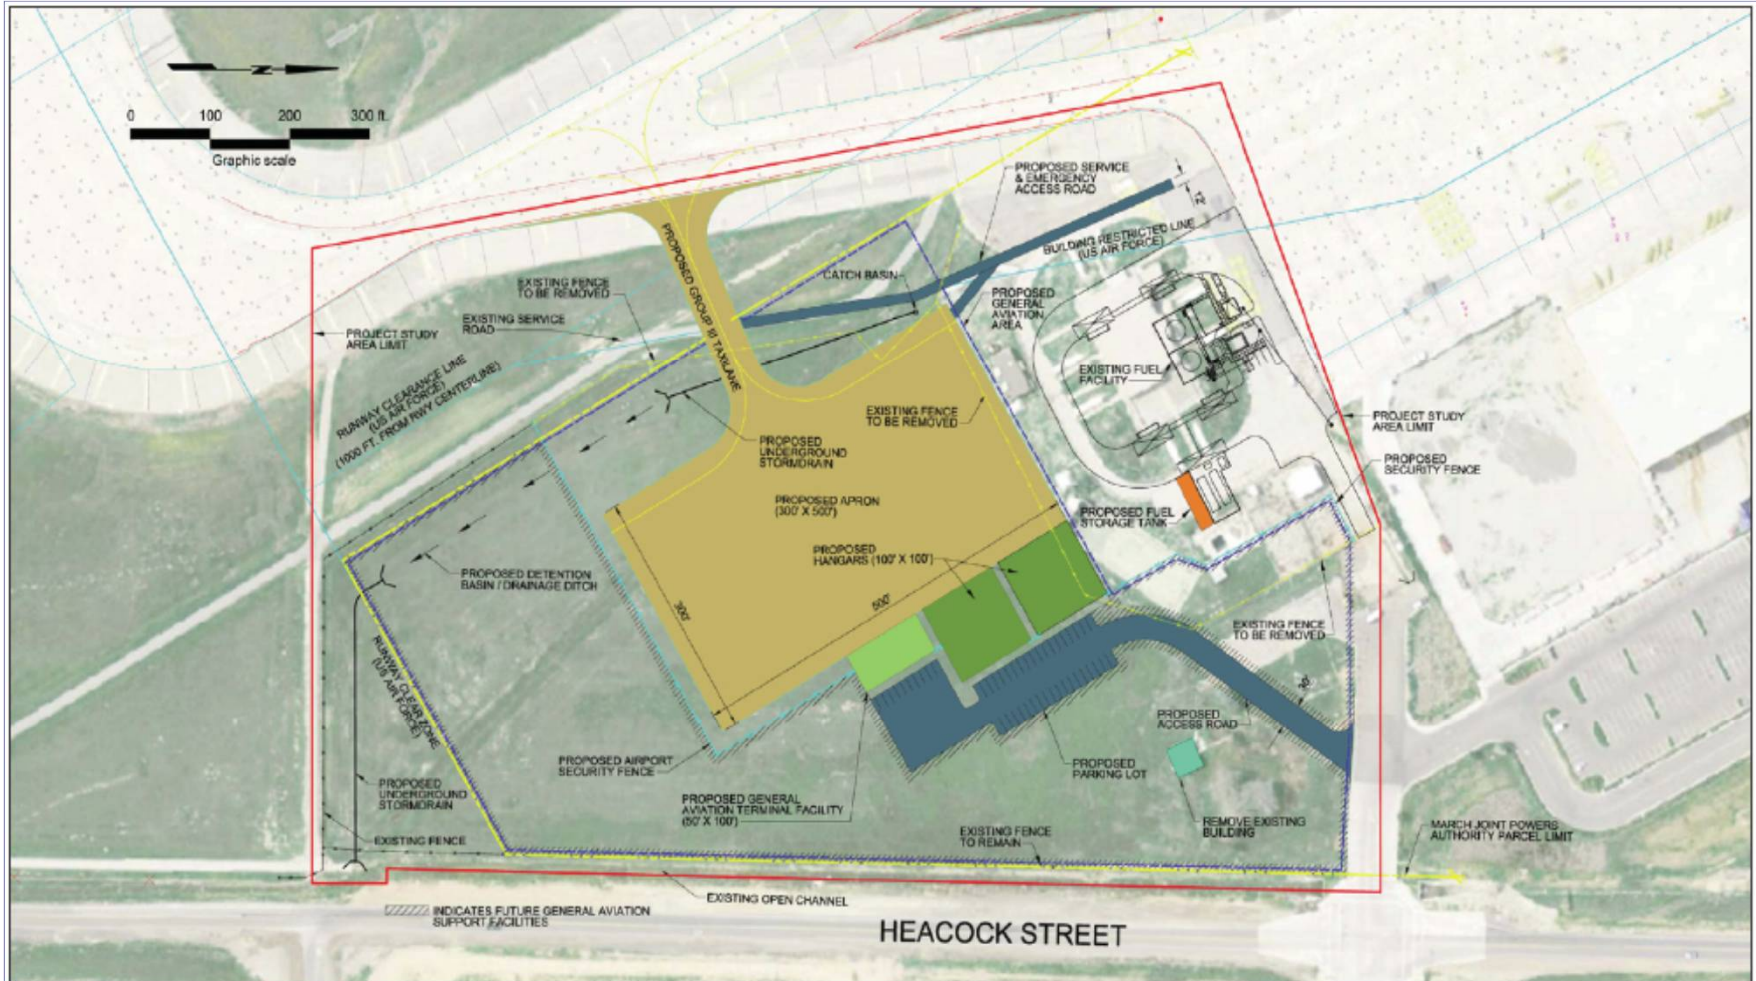 N
0 100 200 300 ft.
Graphic scale
PROPOSED SERVICE
& EMERGENCY
ACCESS ROAD
BUILDING RESTRICTED LINE
(US AIR FORCE)
PROPOSED GROUP III TAXILANE
CATCH BASIN
EXISTING FENCE
TO BE REMOVED
EXISTING SERVICE
ROAD
PROPOSED
GENERAL
AVIATION
AREA
PROJECT STUDY
AREA LIMIT
RUNWAY CLEARANCE LINE
(US AIR FORCE)
(1000 FT. FROM RWY CENTERLINE)
EXISTING FUEL
FACILITY
EXISTING FENCE
TO BE REMOVED
PROJECT STUDY
AREA LIMIT
PROPOSED
UNDERGROUND
STORMDRAIN
PROPOSED
SECURITY FENCE
PROPOSED APRON
(300' X 500')
PROPOSED FUEL
STORAGE TANK
PROPOSED
HANGARS (100' X 100')
PROPOSED DETENTION
BASIN / DRAINAGE DITCH
300'
500'
EXISTING FENCE
TO BE REMOVED
RUNWAY CLEAR ZONE
(US AIR FORCE)
30'
PROPOSED
ACCESS ROAD
PROPOSED AIRPORT
SECURITY FENCE
PROPOSED
PARKING LOT
PROPOSED
UNDERGROUND
STORMDRAIN
PROPOSED GENERAL
AVIATION TERMINAL FACILITY
(50' X 100')
REMOVE EXISTING
BUILDING
MARCH JOINT POWERS
AUTHORITY PARCEL LIMIT
EXISTING FENCE
EXISTING FENCE
TO REMAIN
EXISTING OPEN CHANNEL
INDICATES FUTURE GENERAL AVIATION
SUPPORT FACILITIES
HEACOCK STREET